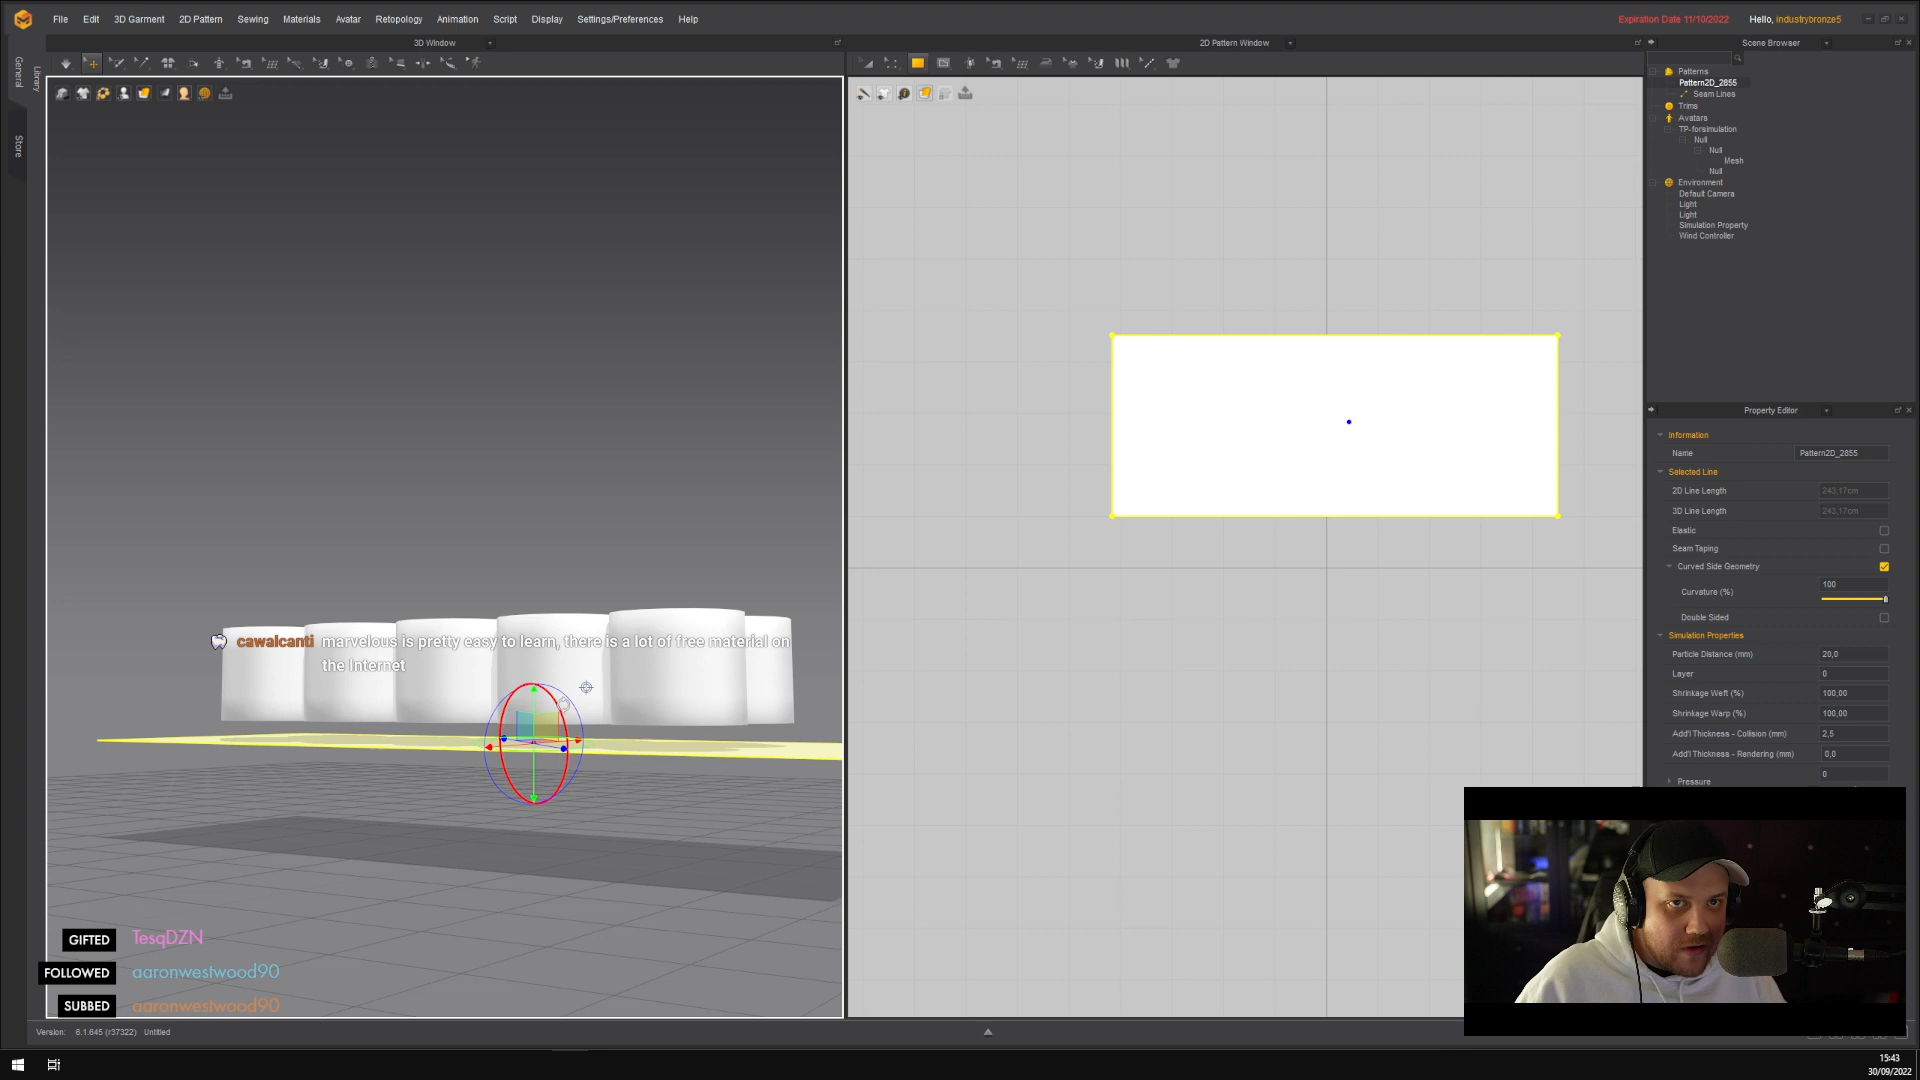 File Edit 3D Garment 2D Pattern Sewing Materials Avatar Retopology Animation Script Display Settings/Preferences Help
Expiration Date 11/10/2022 Hello, industrybronze5
3D Window
2D Pattern Window
Scene Browser
General
Library
Store
Patterns
Pattern2D_2855
Seam Lines
Trims
Avatars
TP-forsimulation
Null
Null
Mesh
Null
Environment
Default Camera
Light
Light
Simulation Property
Wind Controller
Property Editor
Information
Name Pattern2D_2855
Selected Line
2D Line Length 243,17cm
3D Line Length 243,17cm
Elastic
Seam Taping
Curved Side Geometry
100
Curvature (%)
Double Sided
Simulation Properties
Particle Distance (mm) 20,0
Layer 0
Shrinkage Weft (%) 100,00
Shrinkage Warp (%) 100,00
Add'l Thickness - Collision (mm) 2,5
Add'l Thickness - Rendering (mm) 0,0
0
Pressure
cawalcanti marvelous is pretty easy to learn, there is a lot of free material on
the Internet
GIFTED TesqDZN
FOLLOWED aaronwestwood90
SUBBED aaronwestwood90
Version: 6.1.645 (r37322) Untitled
15:43
30/09/2022